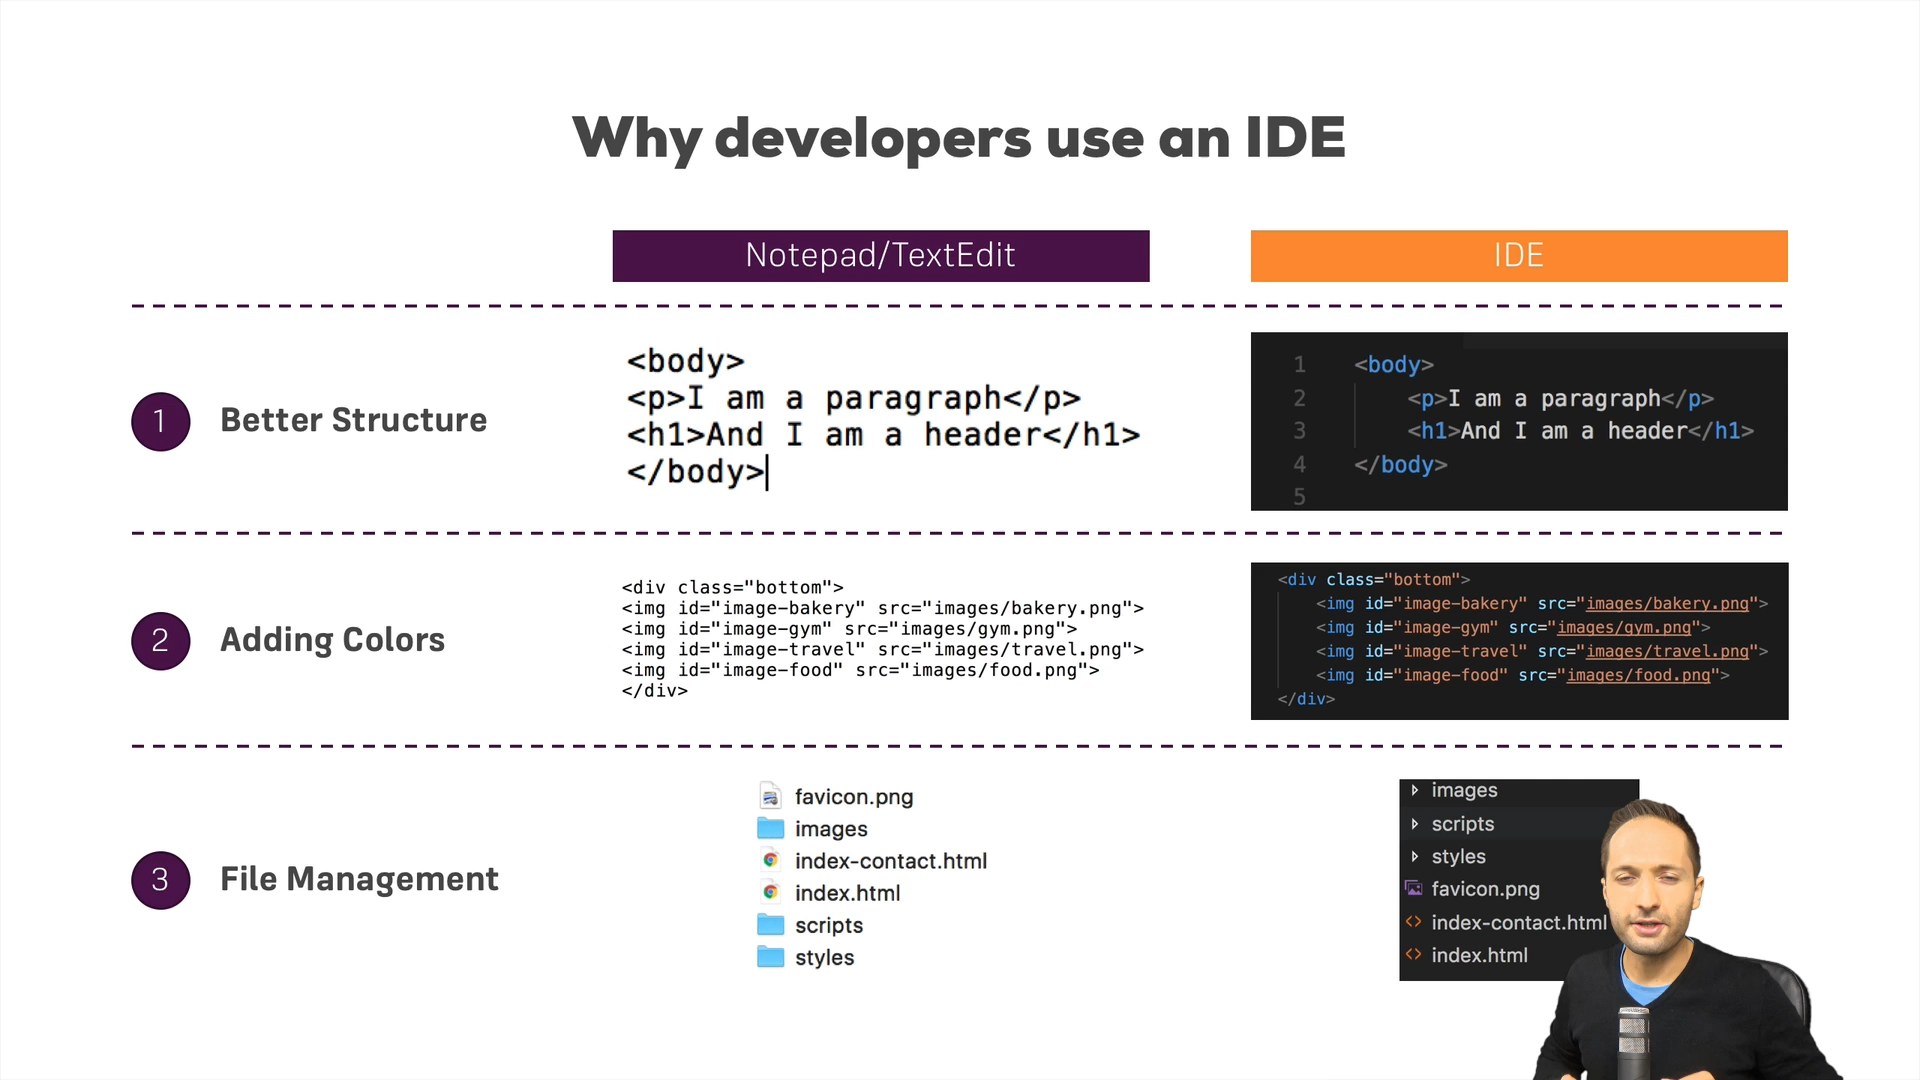 Why developers use an IDE
Notepad/TextEdit
IDE
1
Better Structure
<body>
<p>I am a paragraph</p>
<h1>And I am a header</h1>
</body>
1 <body>
2 <p>I am a paragraph</p>
3 <h1>And I am a header</h1>
4 </body>
5
2
Adding Colors
<div class="bottom">
<img id="image-bakery" src="images/bakery.png">
<img id="image-gym" src="images/gym.png">
<img id="image-travel" src="images/travel.png">
<img id="image-food" src="images/food.png">
</div>
<div class="bottom">
<img id="image-bakery" src="images/bakery.png">
<img id="image-gym" src="images/gym.png">
<img id="image-travel" src="images/travel.png">
<img id="image-food" src="images/food.png">
</div>
3
File Management
favicon.png
images
index-contact.html
index.html
scripts
styles
images
scripts
styles
favicon.png
index-contact.html
index.html